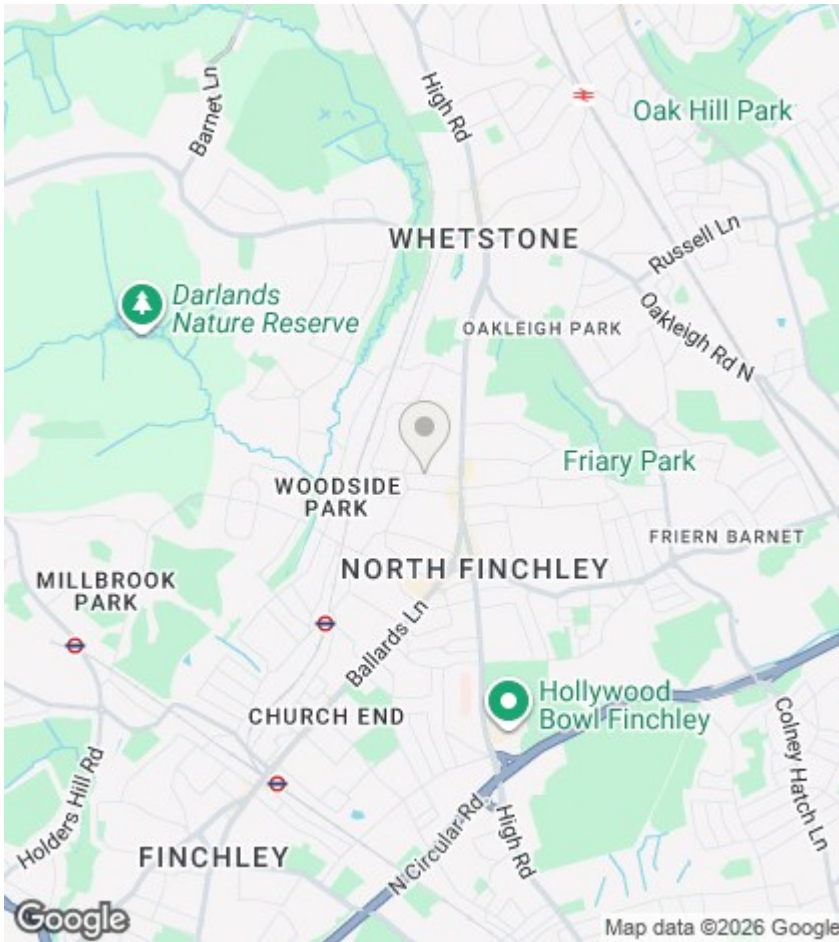 High Rd
Barnet Ln
Oak Hill Park
WHETSTONE
Russell Ln
Darlands
Nature Reserve
OAKLEIGH PARK
Oakleigh Rd N
Friary Park
WOODSIDE
PARK
FRIERN BARNET
NORTH FINCHLEY
MILLBROOK
PARK
Ballards Ln
Hollywood
Bowl Finchley
CHURCH END
Colney Hatch Ln
Holders Hill Rd
N Circular Rd
High Rd
FINCHLEY
Google
Map data ©2026 Google